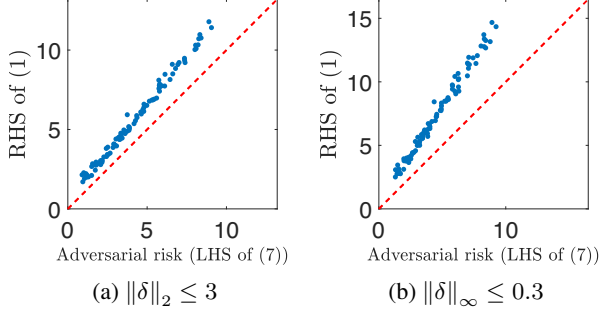 RHS of (1)
10
5
0
0
5
10
Adversarial risk (LHS of (7))
(a) ‖δ‖₂ ≤ 3
RHS of (1)
15
10
5
0
0
10
Adversarial risk (LHS of (7))
(b) ‖δ‖∞ ≤ 0.3